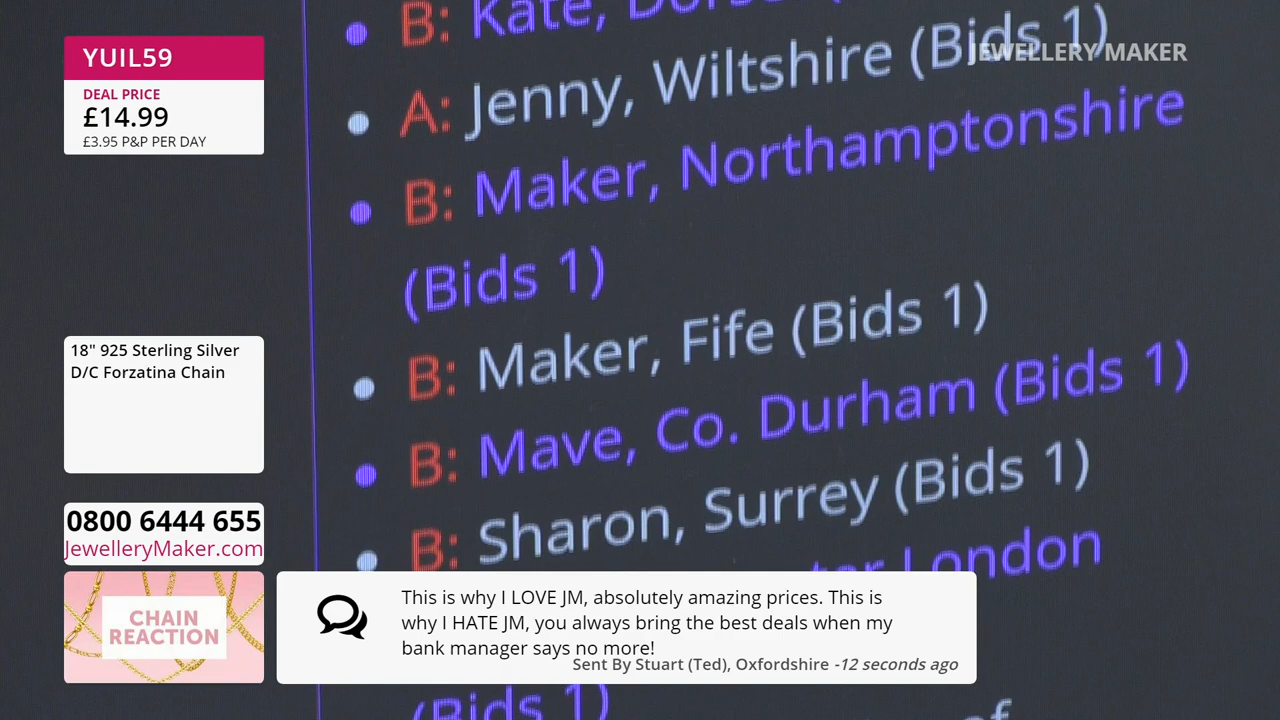 YUIL59
DEAL PRICE
£14.99
£3.95 P&P PER DAY
JEWELLERY MAKER
B: Kate,
A: Jenny, Wiltshire (Bids 1)
B: Maker, Northamptonshire
(Bids 1)
B: Maker, Fife (Bids 1)
B: Mave, Co. Durham (Bids 1)
B: Sharon, Surrey (Bids 1)
London
(Bids 1)
of
18" 925 Sterling Silver
D/C Forzatina Chain
0800 6444 655
JewelleryMaker.com
CHAIN
REACTION
This is why I LOVE JM, absolutely amazing prices. This is
why I HATE JM, you always bring the best deals when my
bank manager says no more!
Sent By Stuart (Ted), Oxfordshire -12 seconds ago